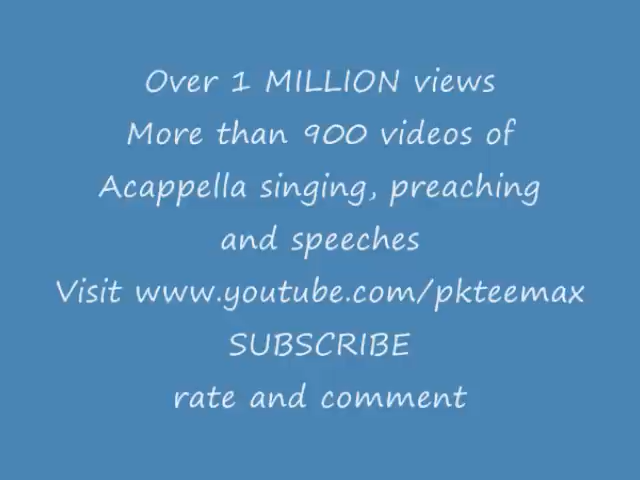 Over 1 MILLION views
More than 900 videos of
Acappella singing, preaching
and speeches
Visit www.youtube.com/pkteemax
SUBSCRIBE
rate and comment